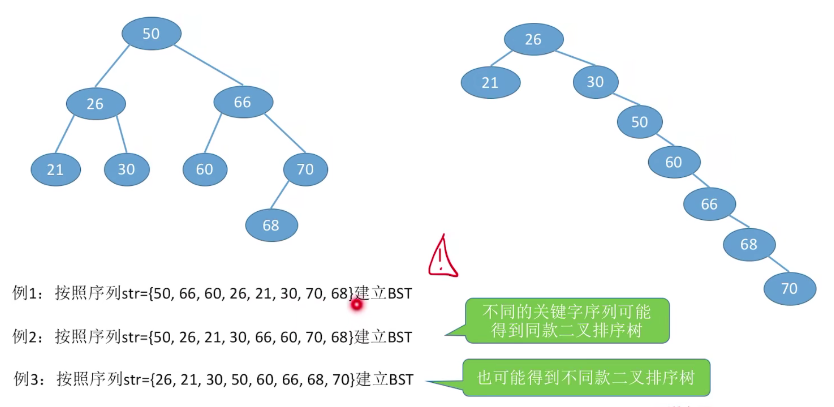 50
26
66
21
30
60
70
68
26
21
30
50
60
66
68
70
例1：按照序列str={50, 66, 60, 26, 21, 30, 70, 68}建立BST
不同的关键字序列可能
得到同款二叉排序树
例2：按照序列str={50, 26, 21, 30, 66, 60, 70, 68}建立BST
例3：按照序列str={26, 21, 30, 50, 60, 66, 68, 70}建立BST
也可能得到不同款二叉排序树
!